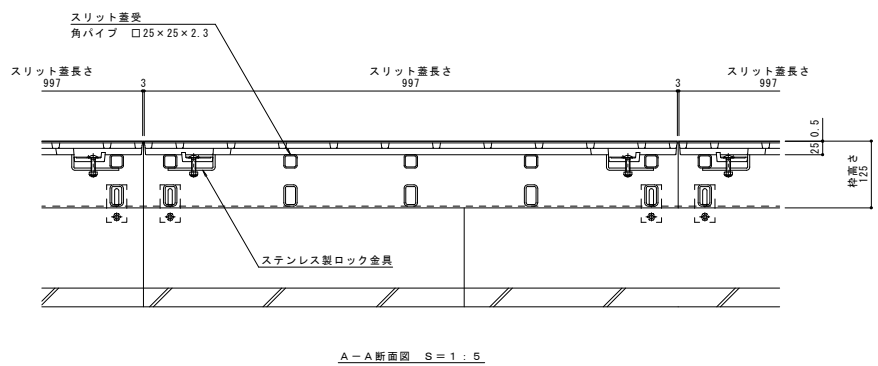 スリット蓋受
角パイプ □25×25×2.3
スリット蓋長さ
997
3
スリット蓋長さ
997
3
スリット蓋長さ
997
0.5
25
枠高さ
125
ステンレス製ロック金具
A－A断面図 S＝1：5